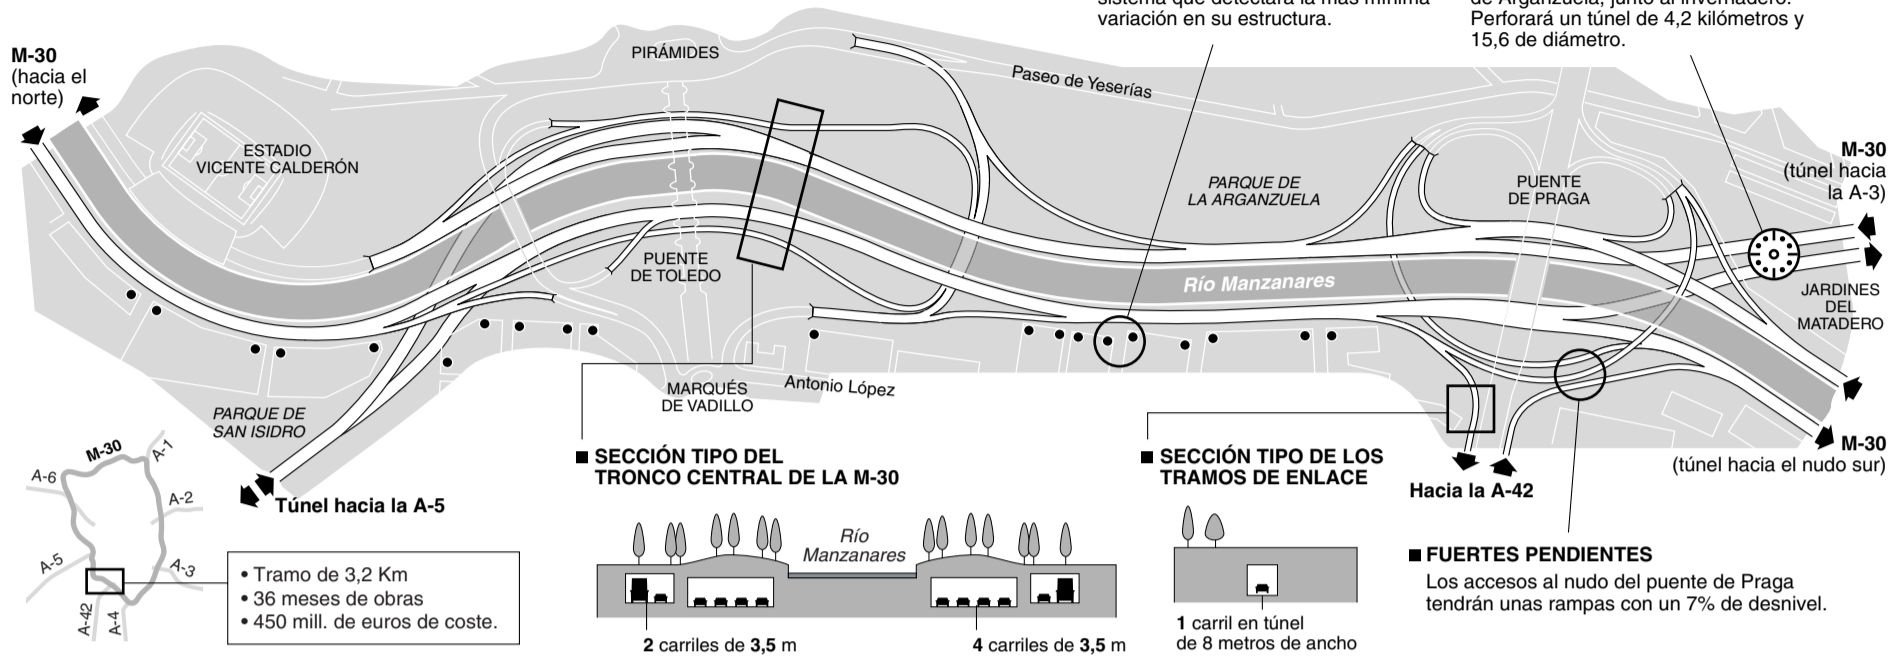 sistema que detectará la más mínima
variación en su estructura.
de Arganzuela, junto al invernadero.
Perforará un túnel de 4,2 kilómetros y
15,6 de diámetro.
M-30
(hacia el
norte)
PIRÁMIDES
Paseo de Yeserías
ESTADIO
VICENTE CALDERÓN
PARQUE DE
LA ARGANZUELA
PUENTE
DE PRAGA
M-30
(túnel hacia
la A-3)
PUENTE
DE TOLEDO
Río Manzanares
JARDINES
DEL
MATADERO
MARQUÉS
DE VADILLO
Antonio López
PARQUE DE
SAN ISIDRO
Túnel hacia la A-5
Hacia la A-42
M-30
(túnel hacia el nudo sur)
M-30
A-1
A-6
A-2
A-5
A-3
A-42
A-4
• Tramo de 3,2 Km
• 36 meses de obras
• 450 mill. de euros de coste.
SECCIÓN TIPO DEL
TRONCO CENTRAL DE LA M-30
Río
Manzanares
2 carriles de 3,5 m
4 carriles de 3,5 m
SECCIÓN TIPO DE LOS
TRAMOS DE ENLACE
1 carril en túnel
de 8 metros de ancho
FUERTES PENDIENTES
Los accesos al nudo del puente de Praga
tendrán unas rampas con un 7% de desnivel.